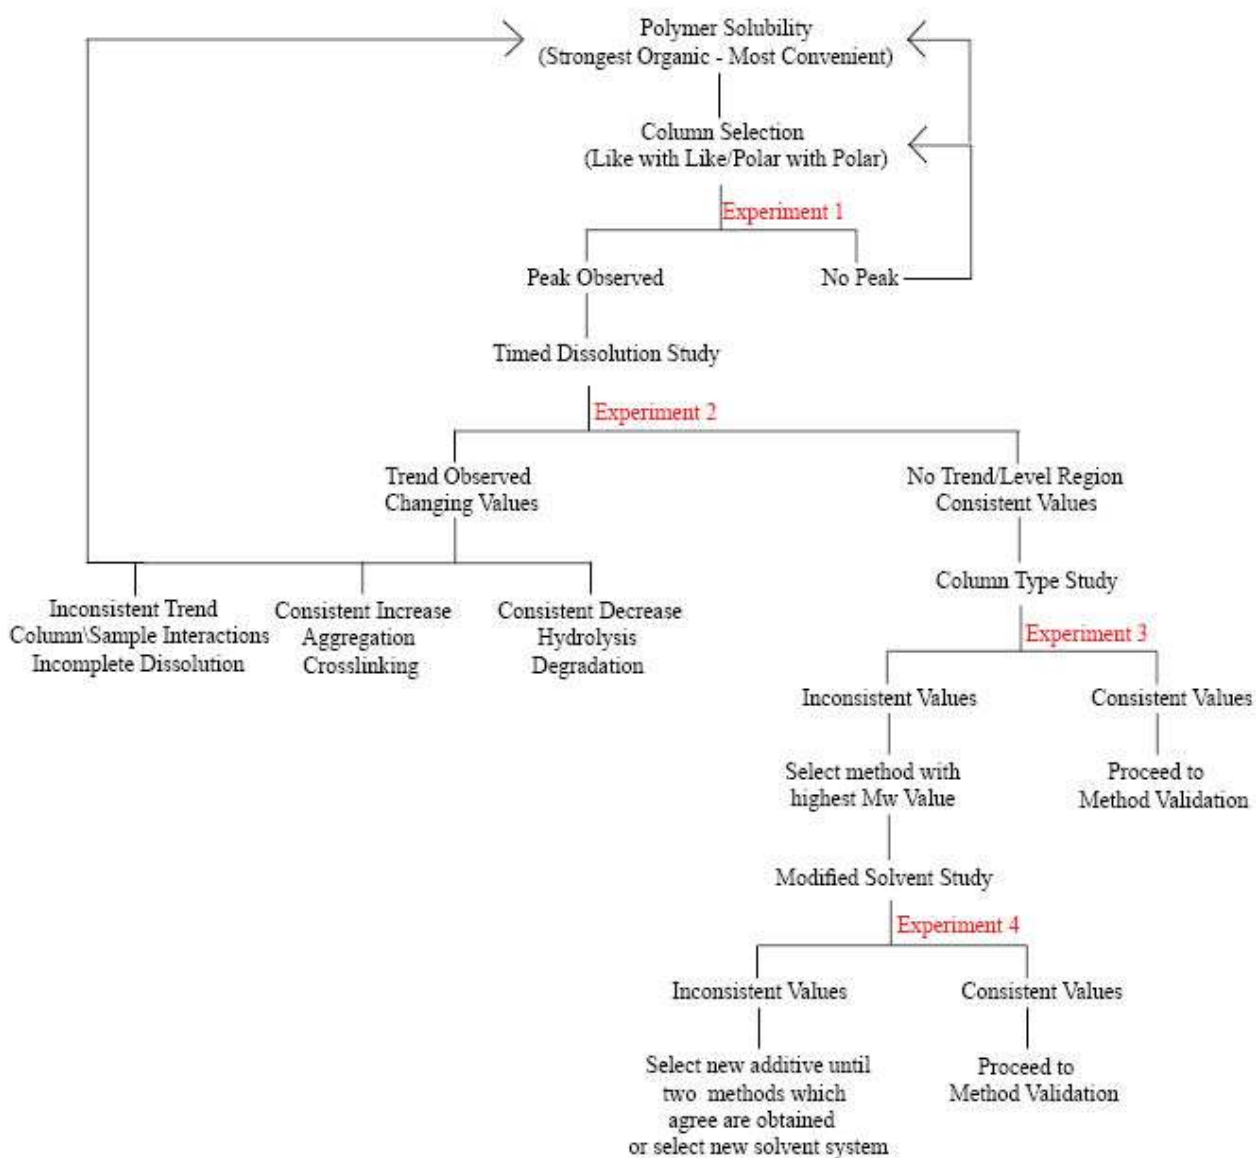 Polymer Solubility
(Strongest Organic - Most Convenient)
Column Selection
(Like with Like/Polar with Polar)
Experiment 1
Peak Observed
No Peak
Timed Dissolution Study
Experiment 2
Trend Observed
Changing Values
No Trend/Level Region
Consistent Values
Inconsistent Trend
Column\Sample Interactions
Incomplete Dissolution
Consistent Increase
Aggregation
Crosslinking
Consistent Decrease
Hydrolysis
Degradation
Column Type Study
Experiment 3
Inconsistent Values
Consistent Values
Select method with
highest Mw Value
Proceed to
Method Validation
Modified Solvent Study
Experiment 4
Inconsistent Values
Consistent Values
Select new additive until
two methods which
agree are obtained
or select new solvent system
Proceed to
Method Validation